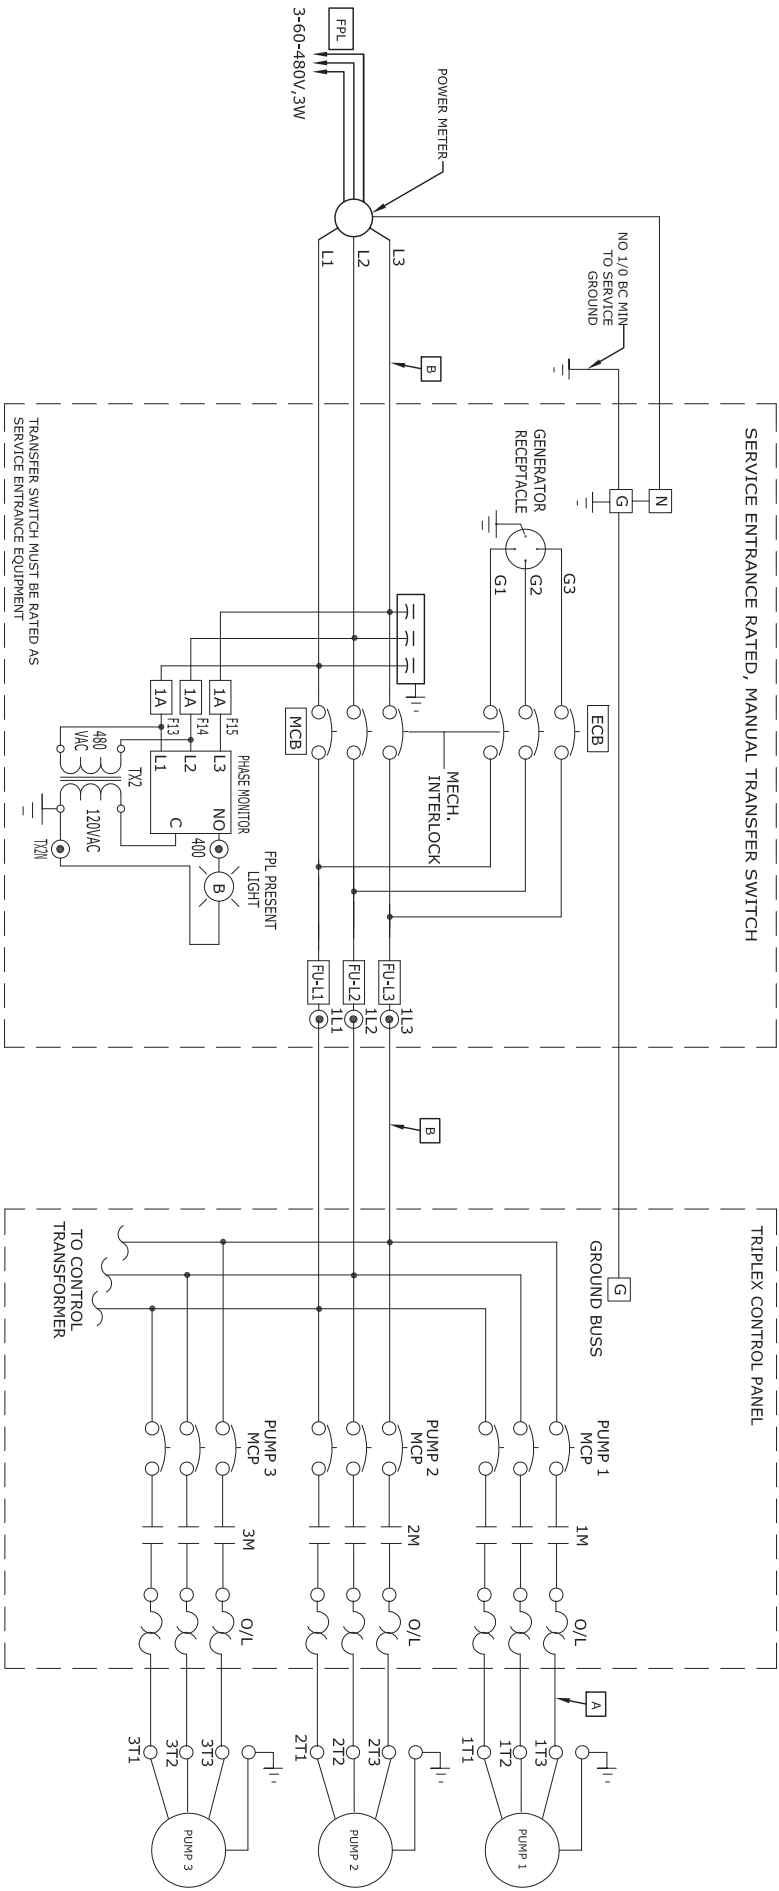 SERVICE ENTRANCE RATED, MANUAL TRANSFER SWITCH
TRIPLEX CONTROL PANEL
FPL
3-60-480V,3W
POWER METER
L3
L2
L1
NO 1/0 BC MIN
TO SERVICE
GROUND
B
N
G
GENERATOR
RECEPTACLE
G3
G2
G1
ECB
MCB
MECH.
INTERLOCK
1A
1A
1A
F15
F14
F13
PHASE MONITOR
L3
L2
L1
NO
C
400
B
FPL PRESENT
LIGHT
480
VAC
TX2
120VAC
TX2N
TRANSFER SWITCH MUST BE RATED AS
SERVICE ENTRANCE EQUIPMENT
FU-L3
FU-L2
FU-L1
1L3
1L2
1L1
B
G
GROUND BUSS
TO CONTROL
TRANSFORMER
PUMP 1
MCP
1M
O/L
A
1T3
1T2
1T1
PUMP 1
PUMP 2
MCP
2M
O/L
2T3
2T2
2T1
PUMP 2
PUMP 3
MCP
3M
O/L
3T3
3T2
3T1
PUMP 3